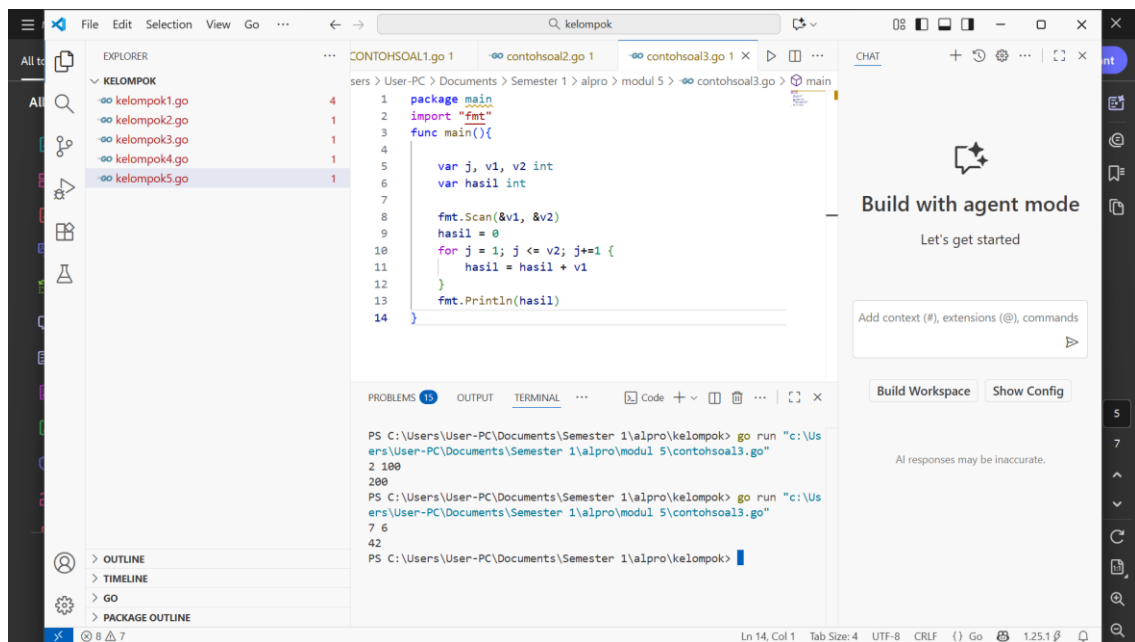 File Edit Selection View Go ··· kelompok
EXPLORER
KELOMPOK
kelompok1.go 4
kelompok2.go 1
kelompok3.go 1
kelompok4.go 1
kelompok5.go 1
OUTLINE
TIMELINE
GO
PACKAGE OUTLINE
CONTOHSOAL1.go 1 contohsoal2.go 1 contohsoal3.go 1
sers > User-PC > Documents > Semester 1 > alpro > modul 5 > contohsoal3.go > main
1 package main
2 import "fmt"
3 func main(){
4
5 var j, v1, v2 int
6 var hasil int
7
8 fmt.Scan(&v1, &v2)
9 hasil = 0
10 for j = 1; j <= v2; j+=1 {
11 hasil = hasil + v1
12 }
13 fmt.Println(hasil)
14 }
PROBLEMS 15 OUTPUT TERMINAL ··· Code
PS C:\Users\User-PC\Documents\Semester 1\alpro\kelompok> go run "c:\Us
ers\User-PC\Documents\Semester 1\alpro\modul 5\contohsoal3.go"
2 100
200
PS C:\Users\User-PC\Documents\Semester 1\alpro\kelompok> go run "c:\Us
ers\User-PC\Documents\Semester 1\alpro\modul 5\contohsoal3.go"
7 6
42
PS C:\Users\User-PC\Documents\Semester 1\alpro\kelompok>
CHAT
Build with agent mode
Let's get started
Add context (#), extensions (@), commands
Build Workspace Show Config
AI responses may be inaccurate.
8 7 Ln 14, Col 1 Tab Size: 4 UTF-8 CRLF {} Go 1.25.1
All
All
5
7